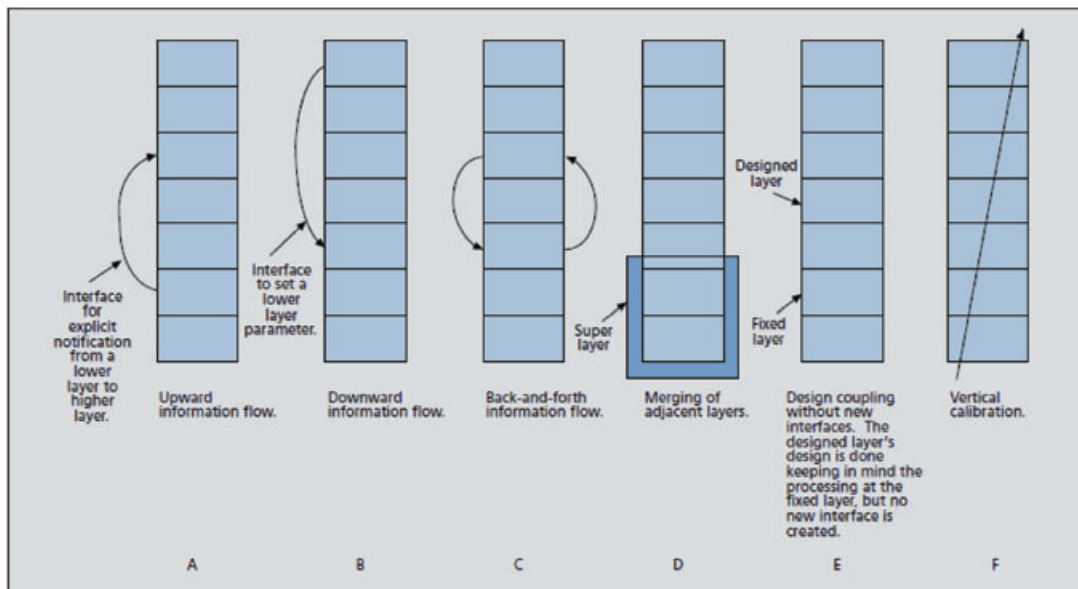 Interface
for
explicit
notification
from a
lower
layer to
higher
layer.
Upward
information flow.
A
Interface
to set a
lower
layer
parameter.
Downward
information flow.
B
Back-and-forth
information flow.
C
Super
layer
Merging of
adjacent layers.
D
Designed
layer
Fixed
layer
Design coupling
without new
interfaces. The
designed layer's
design is done
keeping in mind the
processing at the
fixed layer, but no
new interface is
created.
E
Vertical
calibration.
F